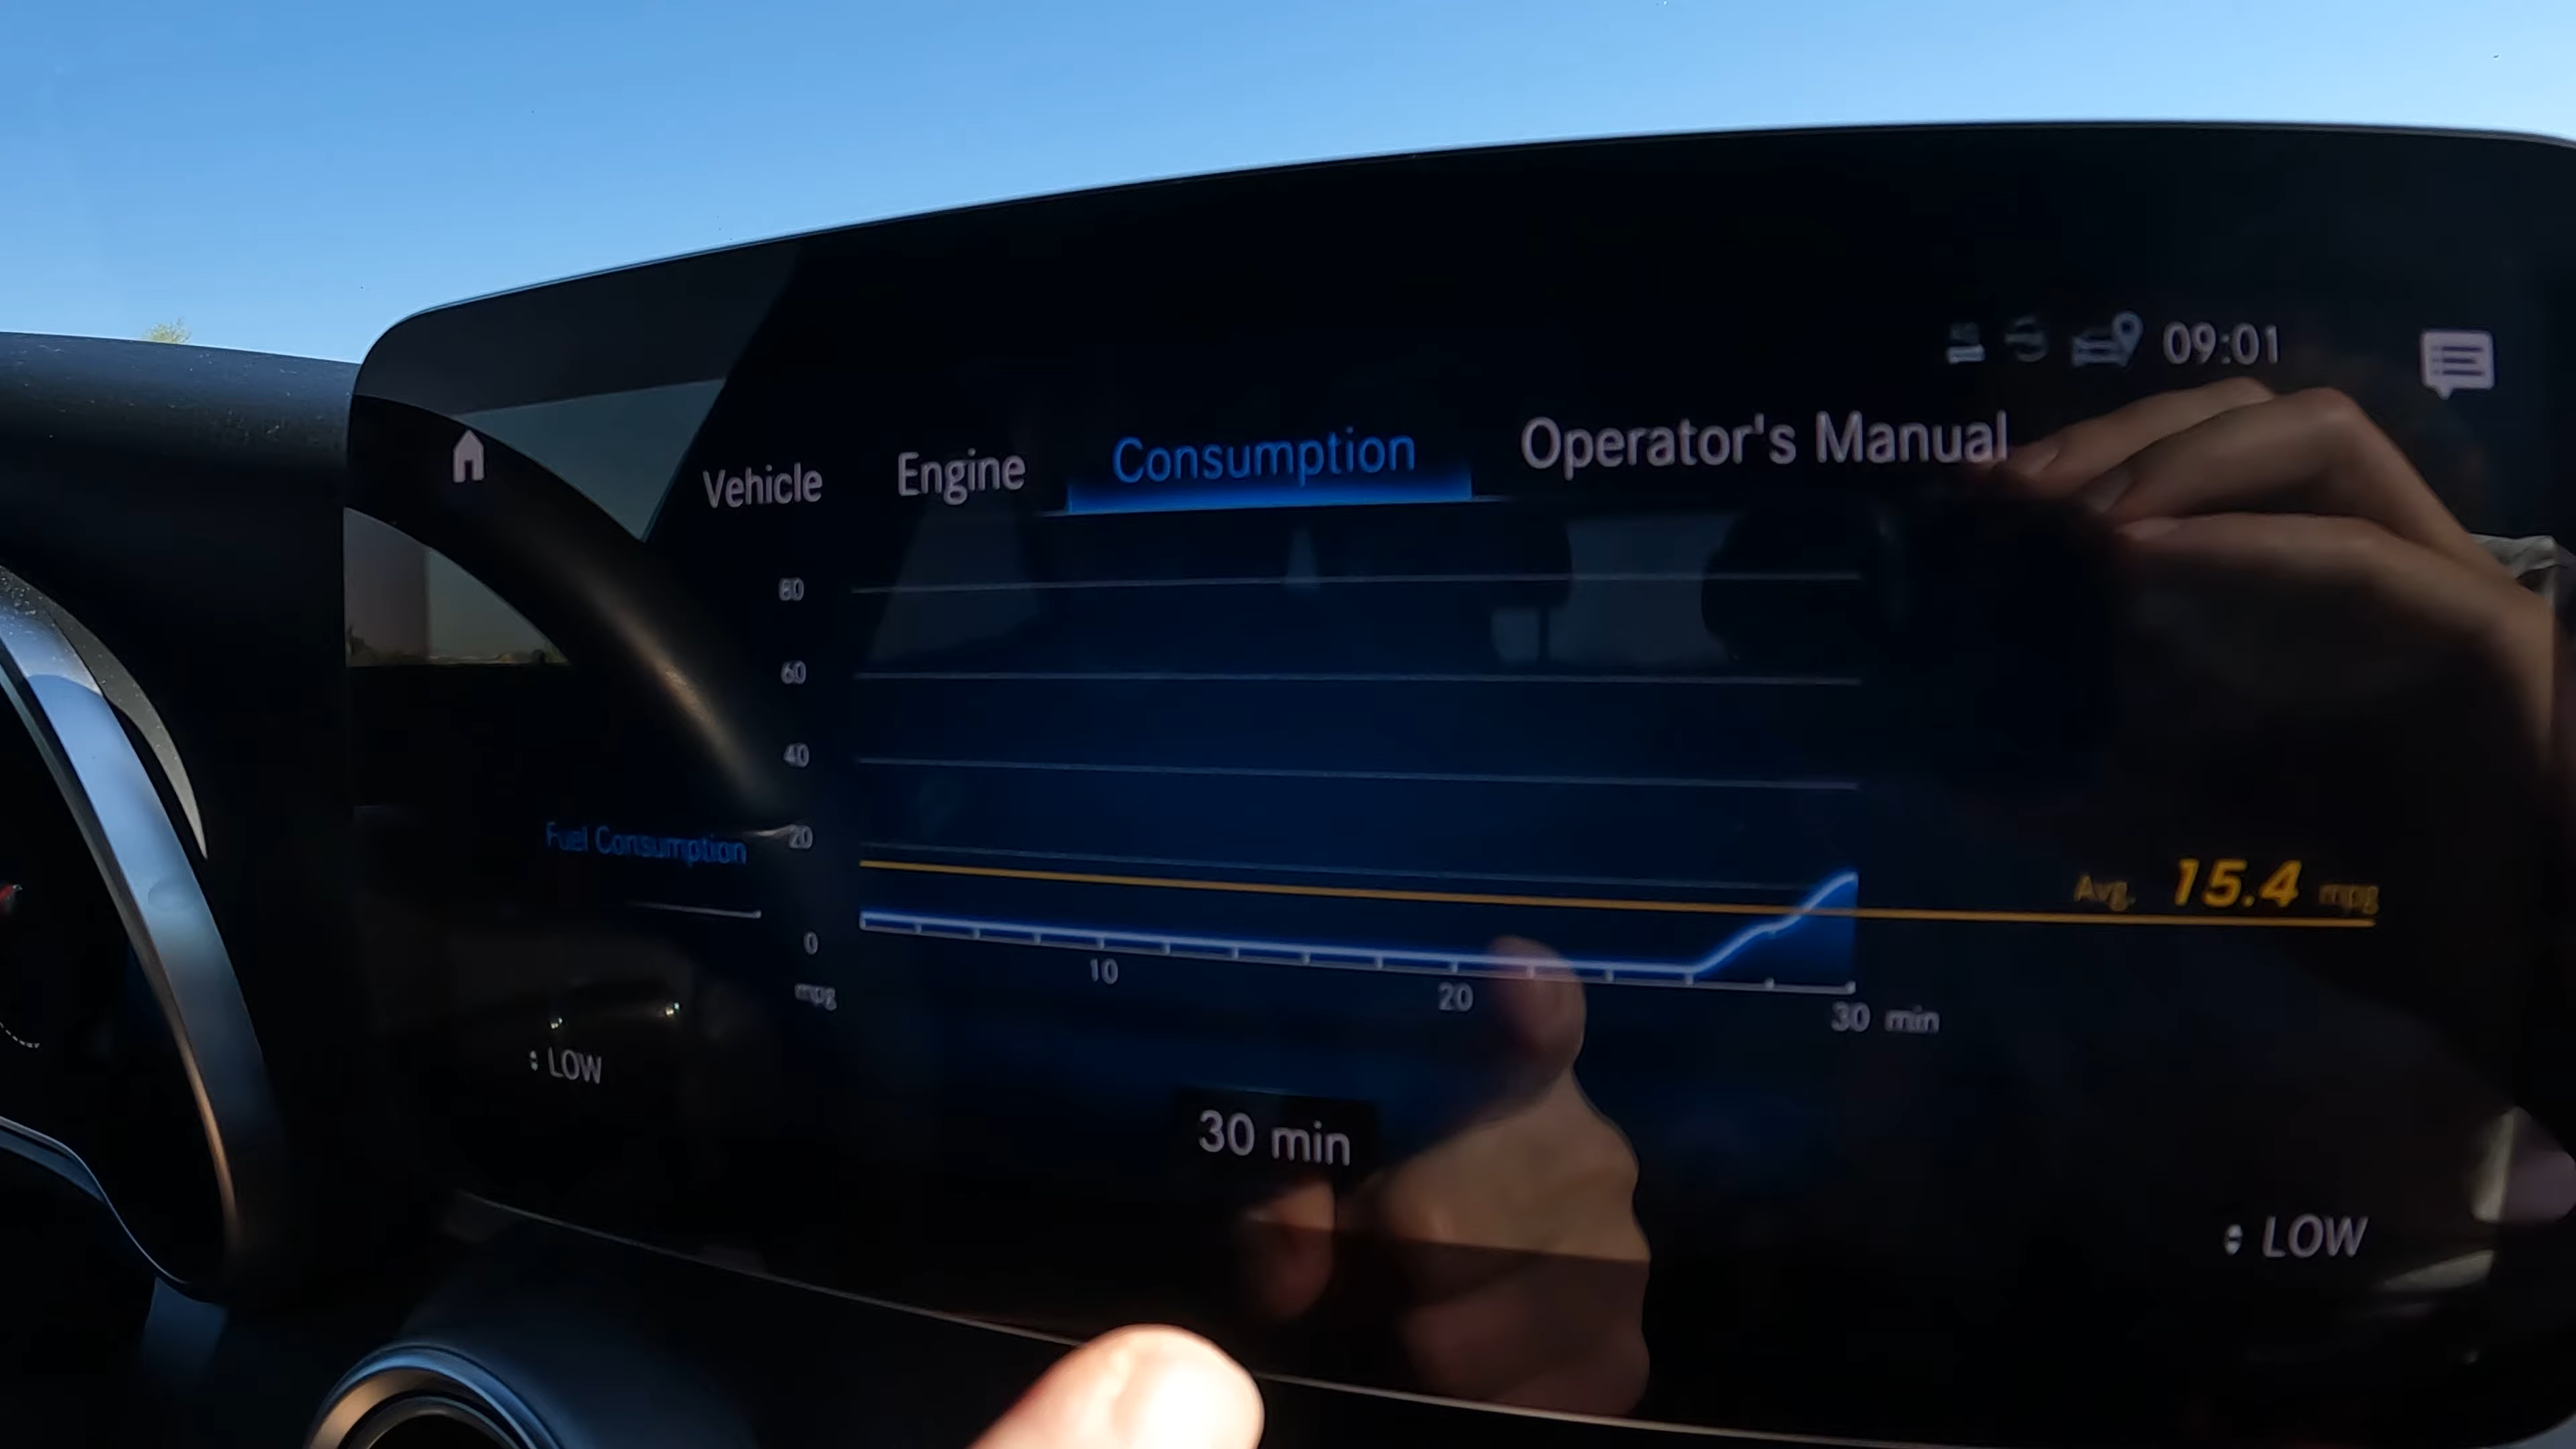 09:01
Vehicle Engine Consumption Operator's Manual
80
60
40
20
Fuel Consumption
Avg. 15.4 mpg
0
mpg
10 20 30 min
LOW
30 min
LOW